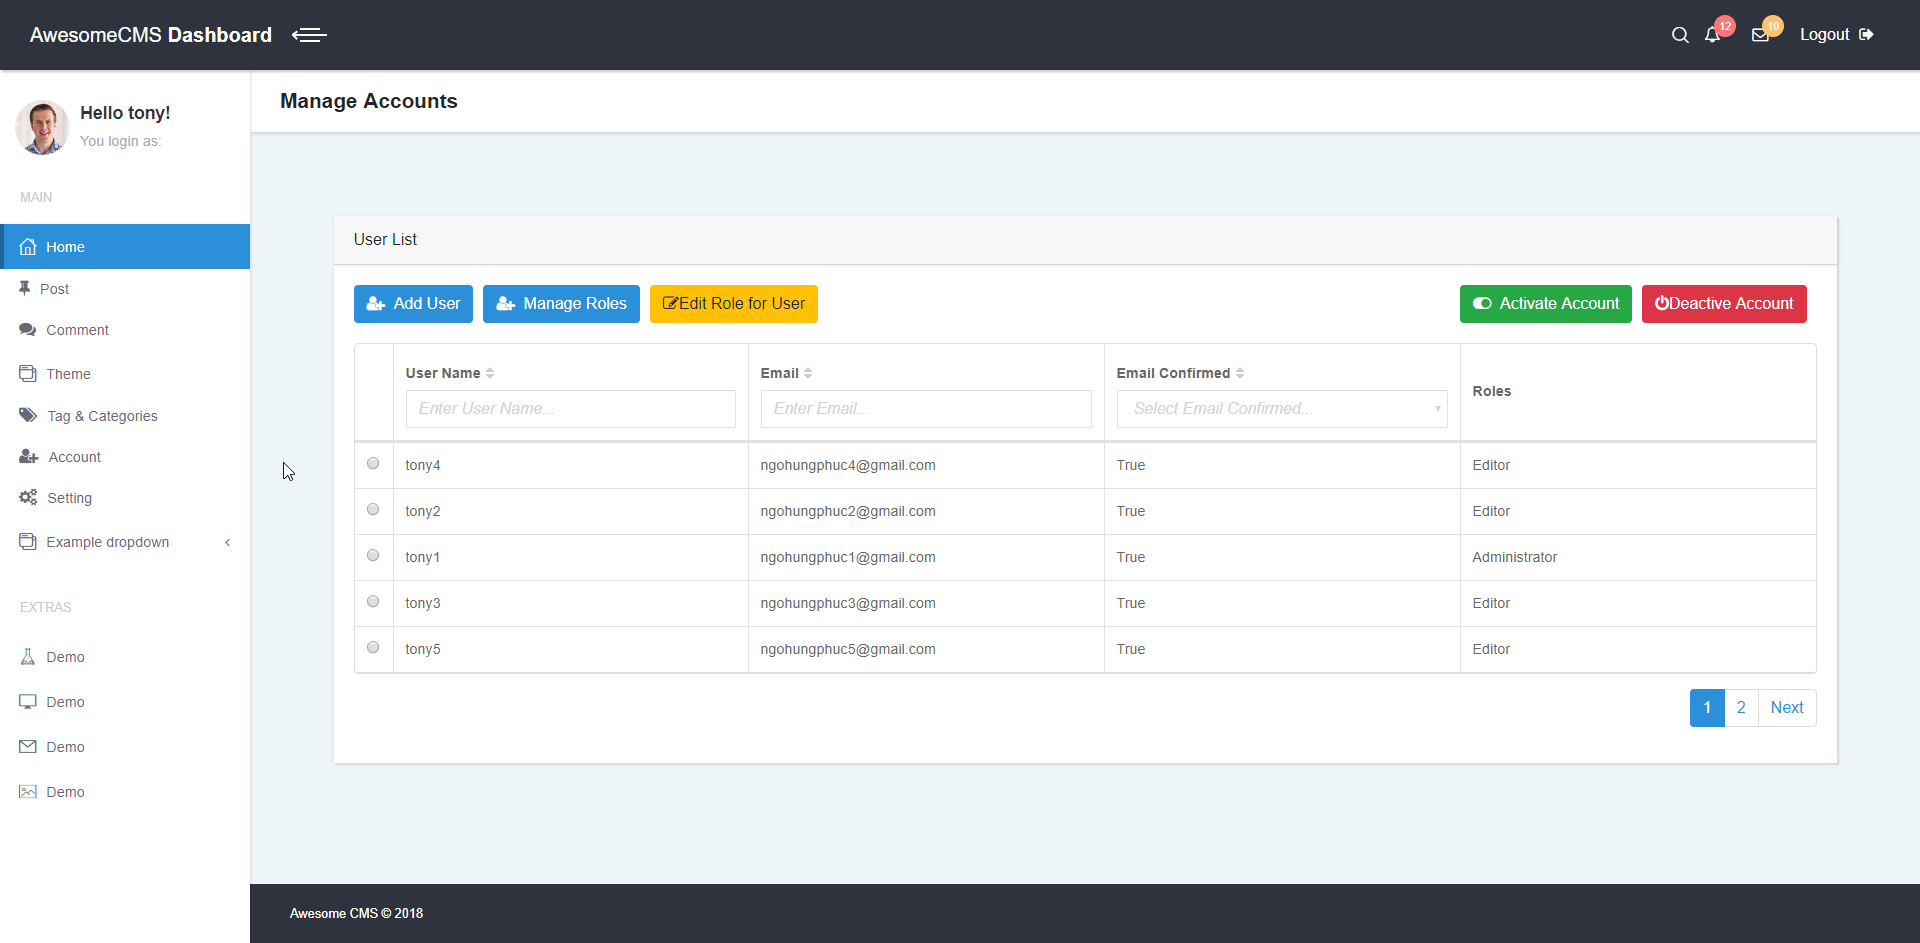 AwesomeCMS Dashboard
12
10
Logout
Hello tony!
You login as:
MAIN
Home
Post
Comment
Theme
Tag & Categories
Account
Setting
Example dropdown
EXTRAS
Demo
Demo
Demo
Demo
Manage Accounts
User List
Add User
Manage Roles
Edit Role for User
Activate Account
Deactive Account
User Name
Email
Email Confirmed
Roles
Enter User Name...
Enter Email...
Select Email Confirmed...
tony4 ngohungphuc4@gmail.com True Editor
tony2 ngohungphuc2@gmail.com True Editor
tony1 ngohungphuc1@gmail.com True Administrator
tony3 ngohungphuc3@gmail.com True Editor
tony5 ngohungphuc5@gmail.com True Editor
1 2 Next
Awesome CMS © 2018